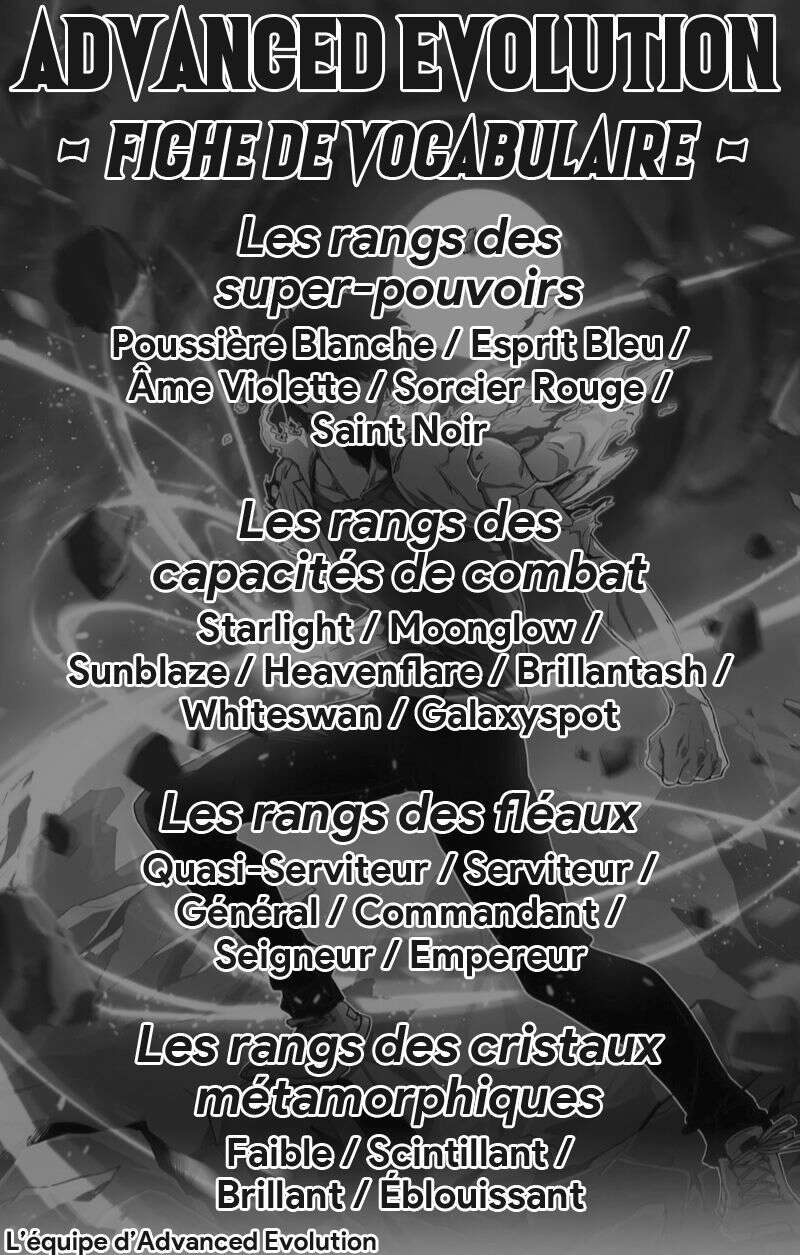 ADVANCED EVOLUTION
- FICHE DE VOCABULAIRE -
Les rangs des
super-pouvoirs
Poussière Blanche / Esprit Bleu /
Âme Violette / Sorcier Rouge /
Saint Noir
Les rangs des
capacités de combat
Starlight / Moonglow /
Sunblaze / Heavenflare / Brillantash /
Whiteswan / Galaxyspot
Les rangs des fléaux
Quasi-Serviteur / Serviteur /
Général / Commandant /
Seigneur / Empereur
Les rangs des cristaux
métamorphiques
Faible / Scintillant /
Brillant / Éblouissant
L'équipe d'Advanced Evolution